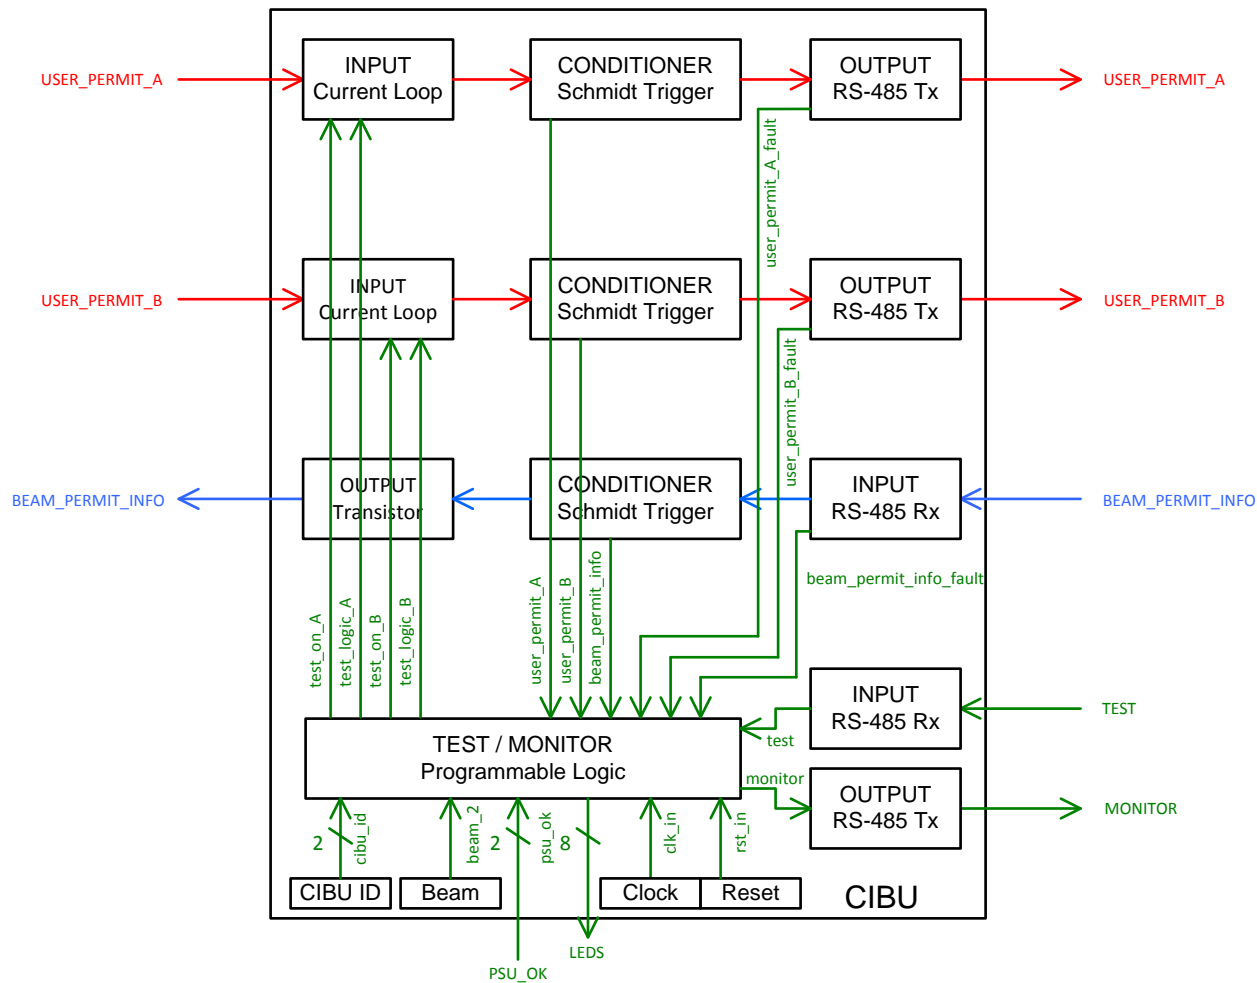 INPUT
Current Loop
CONDITIONER
Schmidt Trigger
OUTPUT
RS-485 Tx
USER_PERMIT_A
USER_PERMIT_A
user_permit_A_fault
INPUT
Current Loop
CONDITIONER
Schmidt Trigger
OUTPUT
RS-485 Tx
USER_PERMIT_B
USER_PERMIT_B
user_permit_B_fault
OUTPUT
Transistor
CONDITIONER
Schmidt Trigger
INPUT
RS-485 Rx
BEAM_PERMIT_INFO
BEAM_PERMIT_INFO
beam_permit_info_fault
test_on_A
test_logic_A
test_on_B
test_logic_B
user_permit_A
user_permit_B
beam_permit_info
INPUT
RS-485 Rx
TEST
test
TEST / MONITOR
Programmable Logic
monitor
OUTPUT
RS-485 Tx
MONITOR
2
cibu_id
beam_2
2
psu_ok
8
clk_in
rst_in
CIBU ID
Beam
Clock
Reset
CIBU
LEDS
PSU_OK